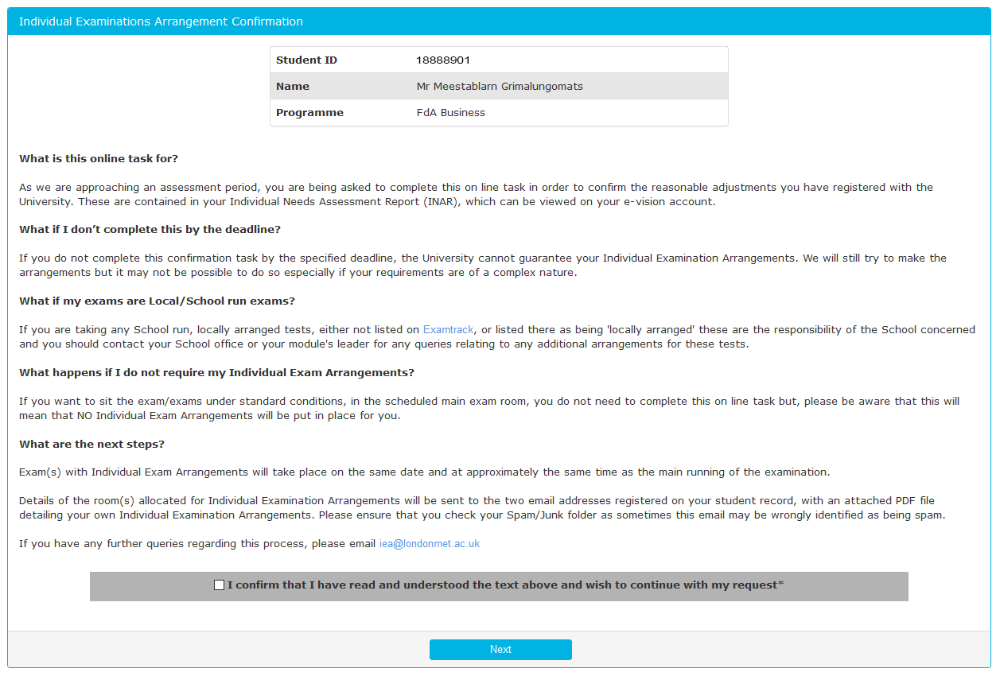 Individual Examinations Arrangement Confirmation
Student ID 18888901
Name Mr Meestablarn Grimalungomats
Programme FdA Business
What is this online task for?
As we are approaching an assessment period, you are being asked to complete this on line task in order to confirm the reasonable adjustments you have registered with the
University. These are contained in your Individual Needs Assessment Report (INAR), which can be viewed on your e-vision account.
What if I don’t complete this by the deadline?
If you do not complete this confirmation task by the specified deadline, the University cannot guarantee your Individual Examination Arrangements. We will still try to make the
arrangements but it may not be possible to do so especially if your requirements are of a complex nature.
What if my exams are Local/School run exams?
If you are taking any School run, locally arranged tests, either not listed on Examtrack, or listed there as being 'locally arranged' these are the responsibility of the School concerned
and you should contact your School office or your module's leader for any queries relating to any additional arrangements for these tests.
What happens if I do not require my Individual Exam Arrangements?
If you want to sit the exam/exams under standard conditions, in the scheduled main exam room, you do not need to complete this on line task but, please be aware that this will
mean that NO Individual Exam Arrangements will be put in place for you.
What are the next steps?
Exam(s) with Individual Exam Arrangements will take place on the same date and at approximately the same time as the main running of the examination.
Details of the room(s) allocated for Individual Examination Arrangements will be sent to the two email addresses registered on your student record, with an attached PDF file
detailing your own Individual Examination Arrangements. Please ensure that you check your Spam/Junk folder as sometimes this email may be wrongly identified as being spam.
If you have any further queries regarding this process, please email iea@londonmet.ac.uk
I confirm that I have read and understood the text above and wish to continue with my request*
Next